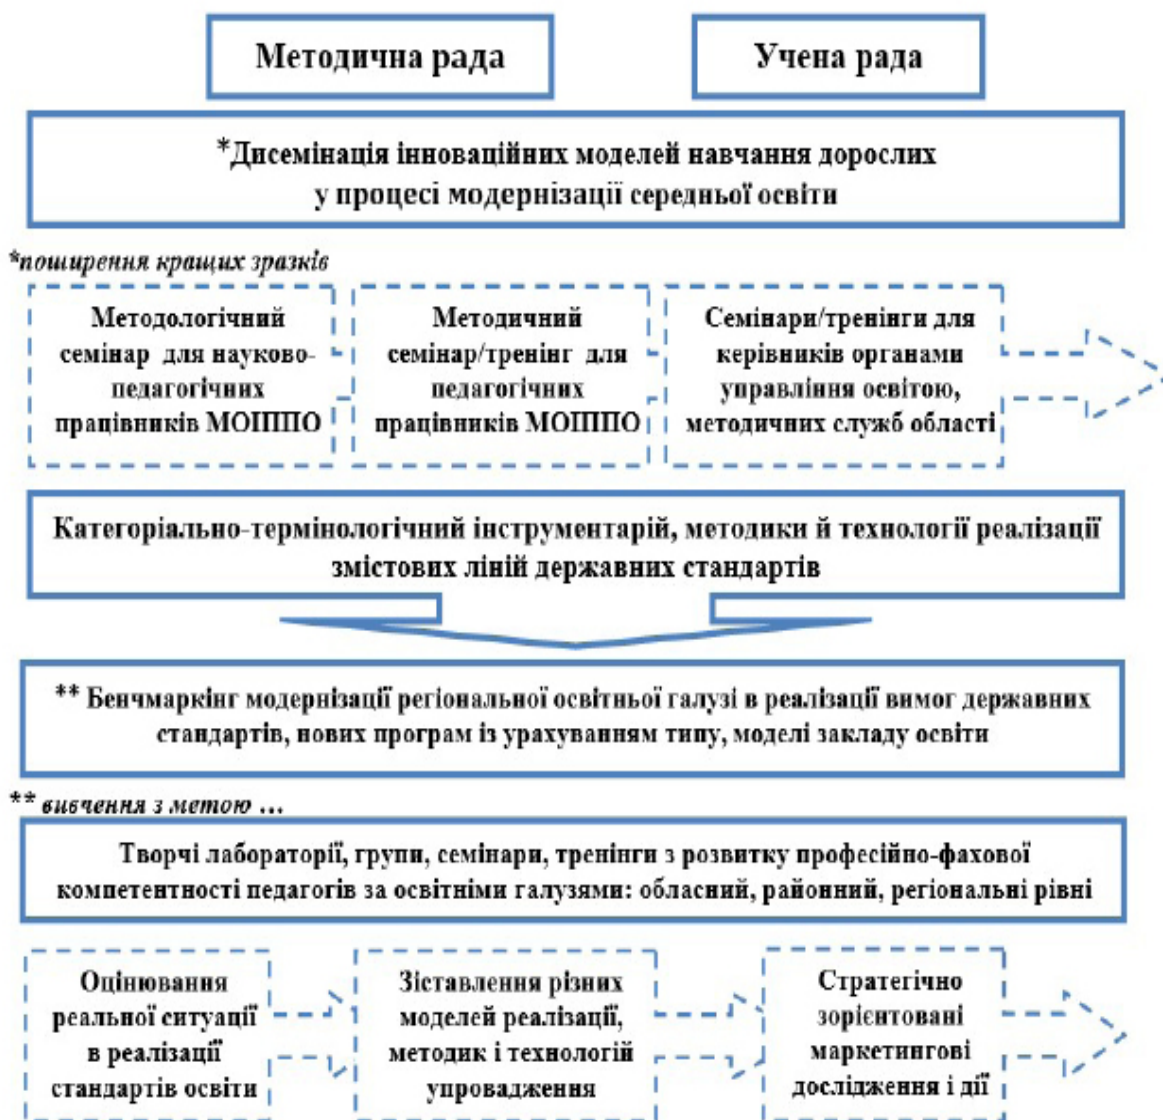 Методична рада
Учена рада
*Дисемінація інноваційних моделей навчання дорослих
у процесі модернізації середньої освіти
*поширення кращих зразків
Методологічний
семінар для науково-
педагогічних
працівників МОІППО
Методичний
семінар/тренінг для
педагогічних
працівників МОІППО
Семінари/тренінги для
керівників органами
управління освітою,
методичних служб області
Категоріально-термінологічний інструментарій, методики й технології реалізації
змістових ліній державних стандартів
** Бенчмаркінг модернізації регіональної освітньої галузі в реалізації вимог державних
стандартів, нових програм із урахуванням типу, моделі закладу освіти
** вивчення з метою ...
Творчі лабораторії, групи, семінари, тренінги з розвитку професійно-фахової
компетентності педагогів за освітніми галузями: обласний, районний, регіональні рівні
Оцінювання
реальної ситуації
в реалізації
стандартів освіти
Зіставлення різних
моделей реалізації,
методик і технологій
упровадження
Стратегічно
зорієнтовані
маркетингові
дослідження і дії